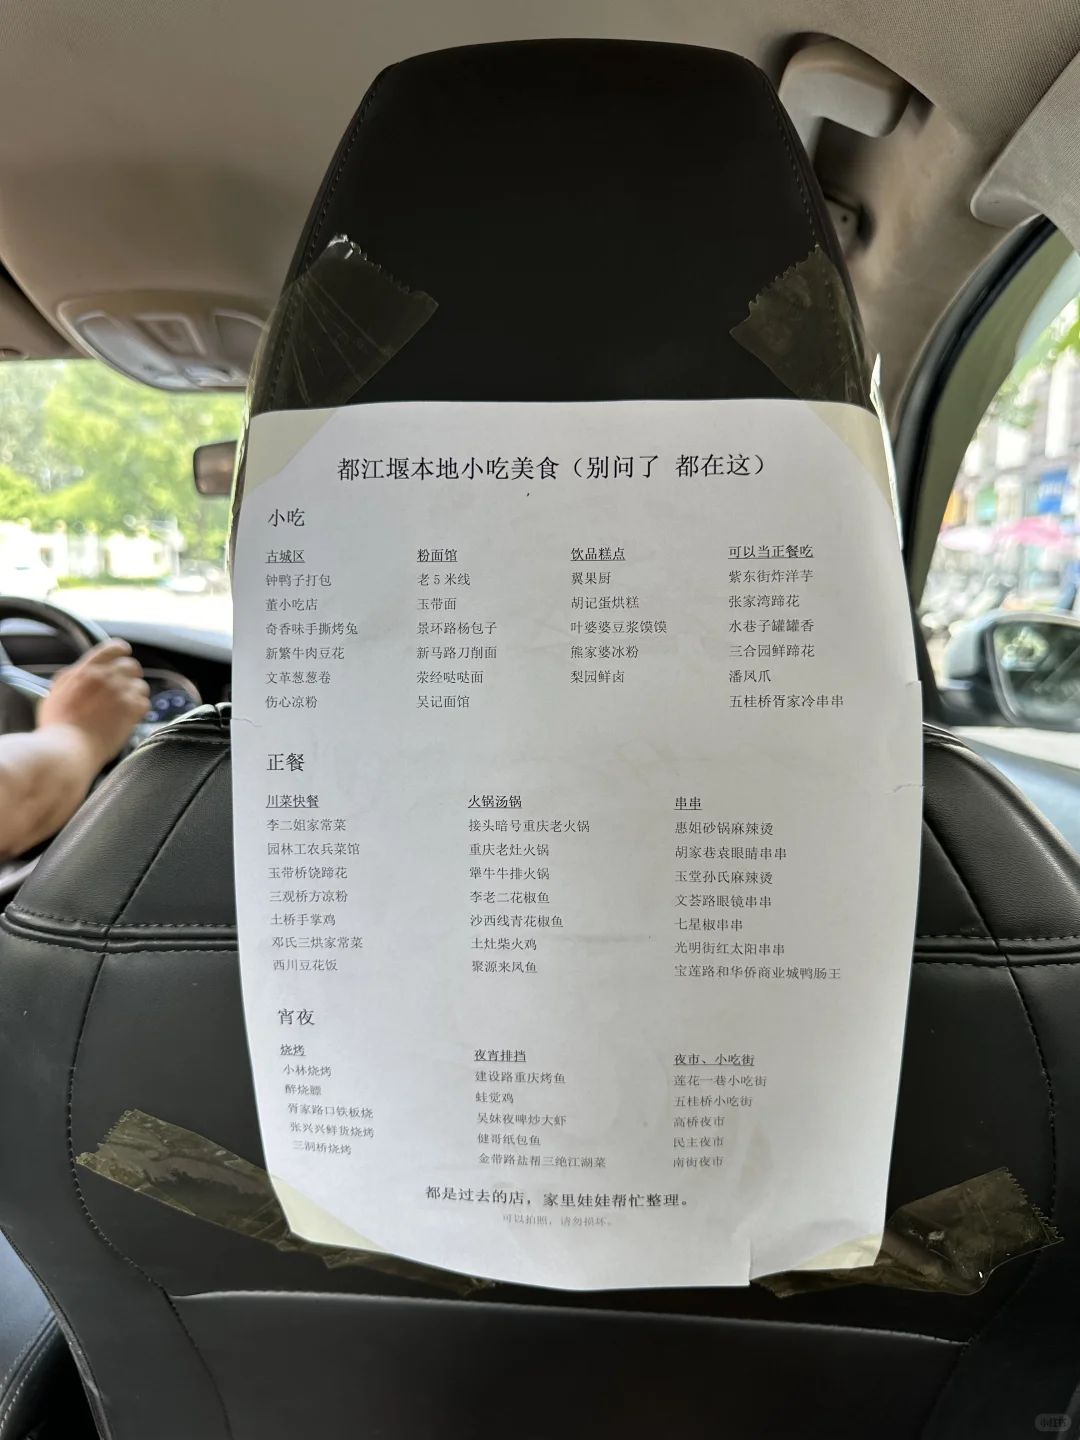 都江堰本地小吃美食（别问了 都在这）
小吃
古城区 粉面馆 饮品糕点 可以当正餐吃
钟鸭子打包 老5米线 翼果厨 紫东街炸洋芋
董小吃店 玉带面 胡记蛋烘糕 张家湾蹄花
奇香味手撕烤兔 景环路杨包子 叶婆婆豆浆馍馍 水巷子罐罐香
新繁牛肉豆花 新马路刀削面 熊家婆冰粉 三合园鲜蹄花
文革葱葱卷 荥经哒哒面 梨园鲜卤 潘凤爪
伤心凉粉 吴记面馆 五桂桥胥家冷串串
正餐
川菜快餐 火锅汤锅 串串
李二姐家常菜 接头暗号重庆老火锅 惠姐砂锅麻辣烫
园林工农兵菜馆 重庆老灶火锅 胡家巷袁眼睛串串
玉带桥饶蹄花 犟牛牛排火锅 玉堂孙氏麻辣烫
三观桥方凉粉 李老二花椒鱼 文荟路眼镜串串
土桥手掌鸡 沙西线青花椒鱼 七星椒串串
邓氏三烘家常菜 土灶柴火鸡 光明街红太阳串串
西川豆花饭 聚源来凤鱼 宝莲路和华侨商业城鸭肠王
宵夜
烧烤 夜宵排挡 夜市、小吃街
小林烧烤 建设路重庆烤鱼 莲花一巷小吃街
醉烧醥 蛙觉鸡 五桂桥小吃街
胥家路口铁板烧 吴妹夜啤炒大虾 高桥夜市
张兴兴鲜货烧烤 健哥纸包鱼 民主夜市
三洞桥烧烤 金带路盐帮三绝江湖菜 南街夜市
都是过去的店，家里娃娃帮忙整理。
可以拍照，请勿损坏。
小红书